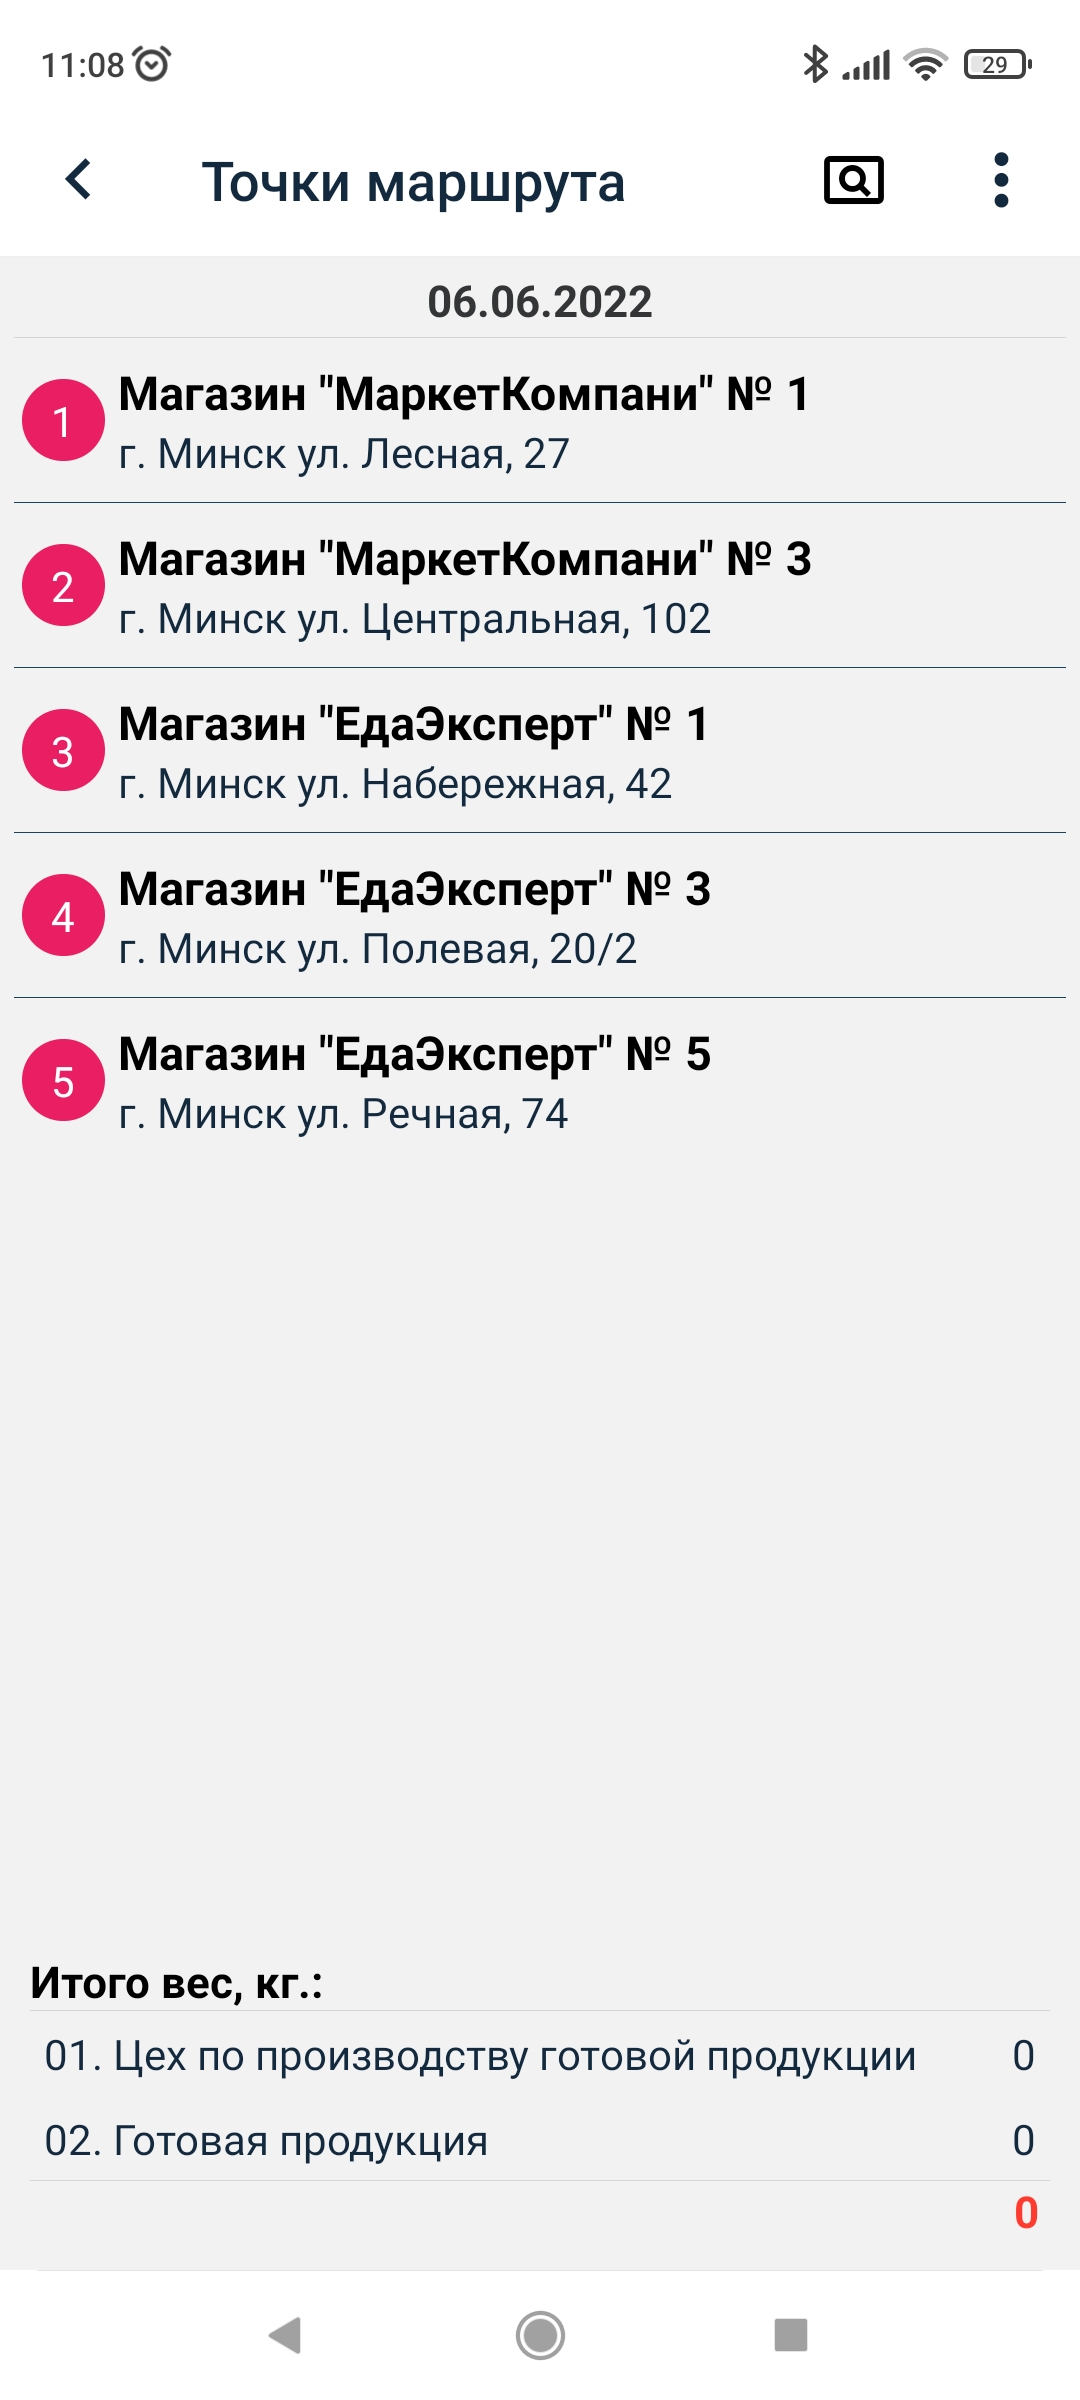 11:08
29
Точки маршрута
06.06.2022
1
Магазин "МаркетКомпани" № 1
г. Минск ул. Лесная, 27
2
Магазин "МаркетКомпани" № 3
г. Минск ул. Центральная, 102
3
Магазин "ЕдаЭксперт" № 1
г. Минск ул. Набережная, 42
4
Магазин "ЕдаЭксперт" № 3
г. Минск ул. Полевая, 20/2
5
Магазин "ЕдаЭксперт" № 5
г. Минск ул. Речная, 74
Итого вес, кг.:
01. Цех по производству готовой продукции 0
02. Готовая продукция 0
0